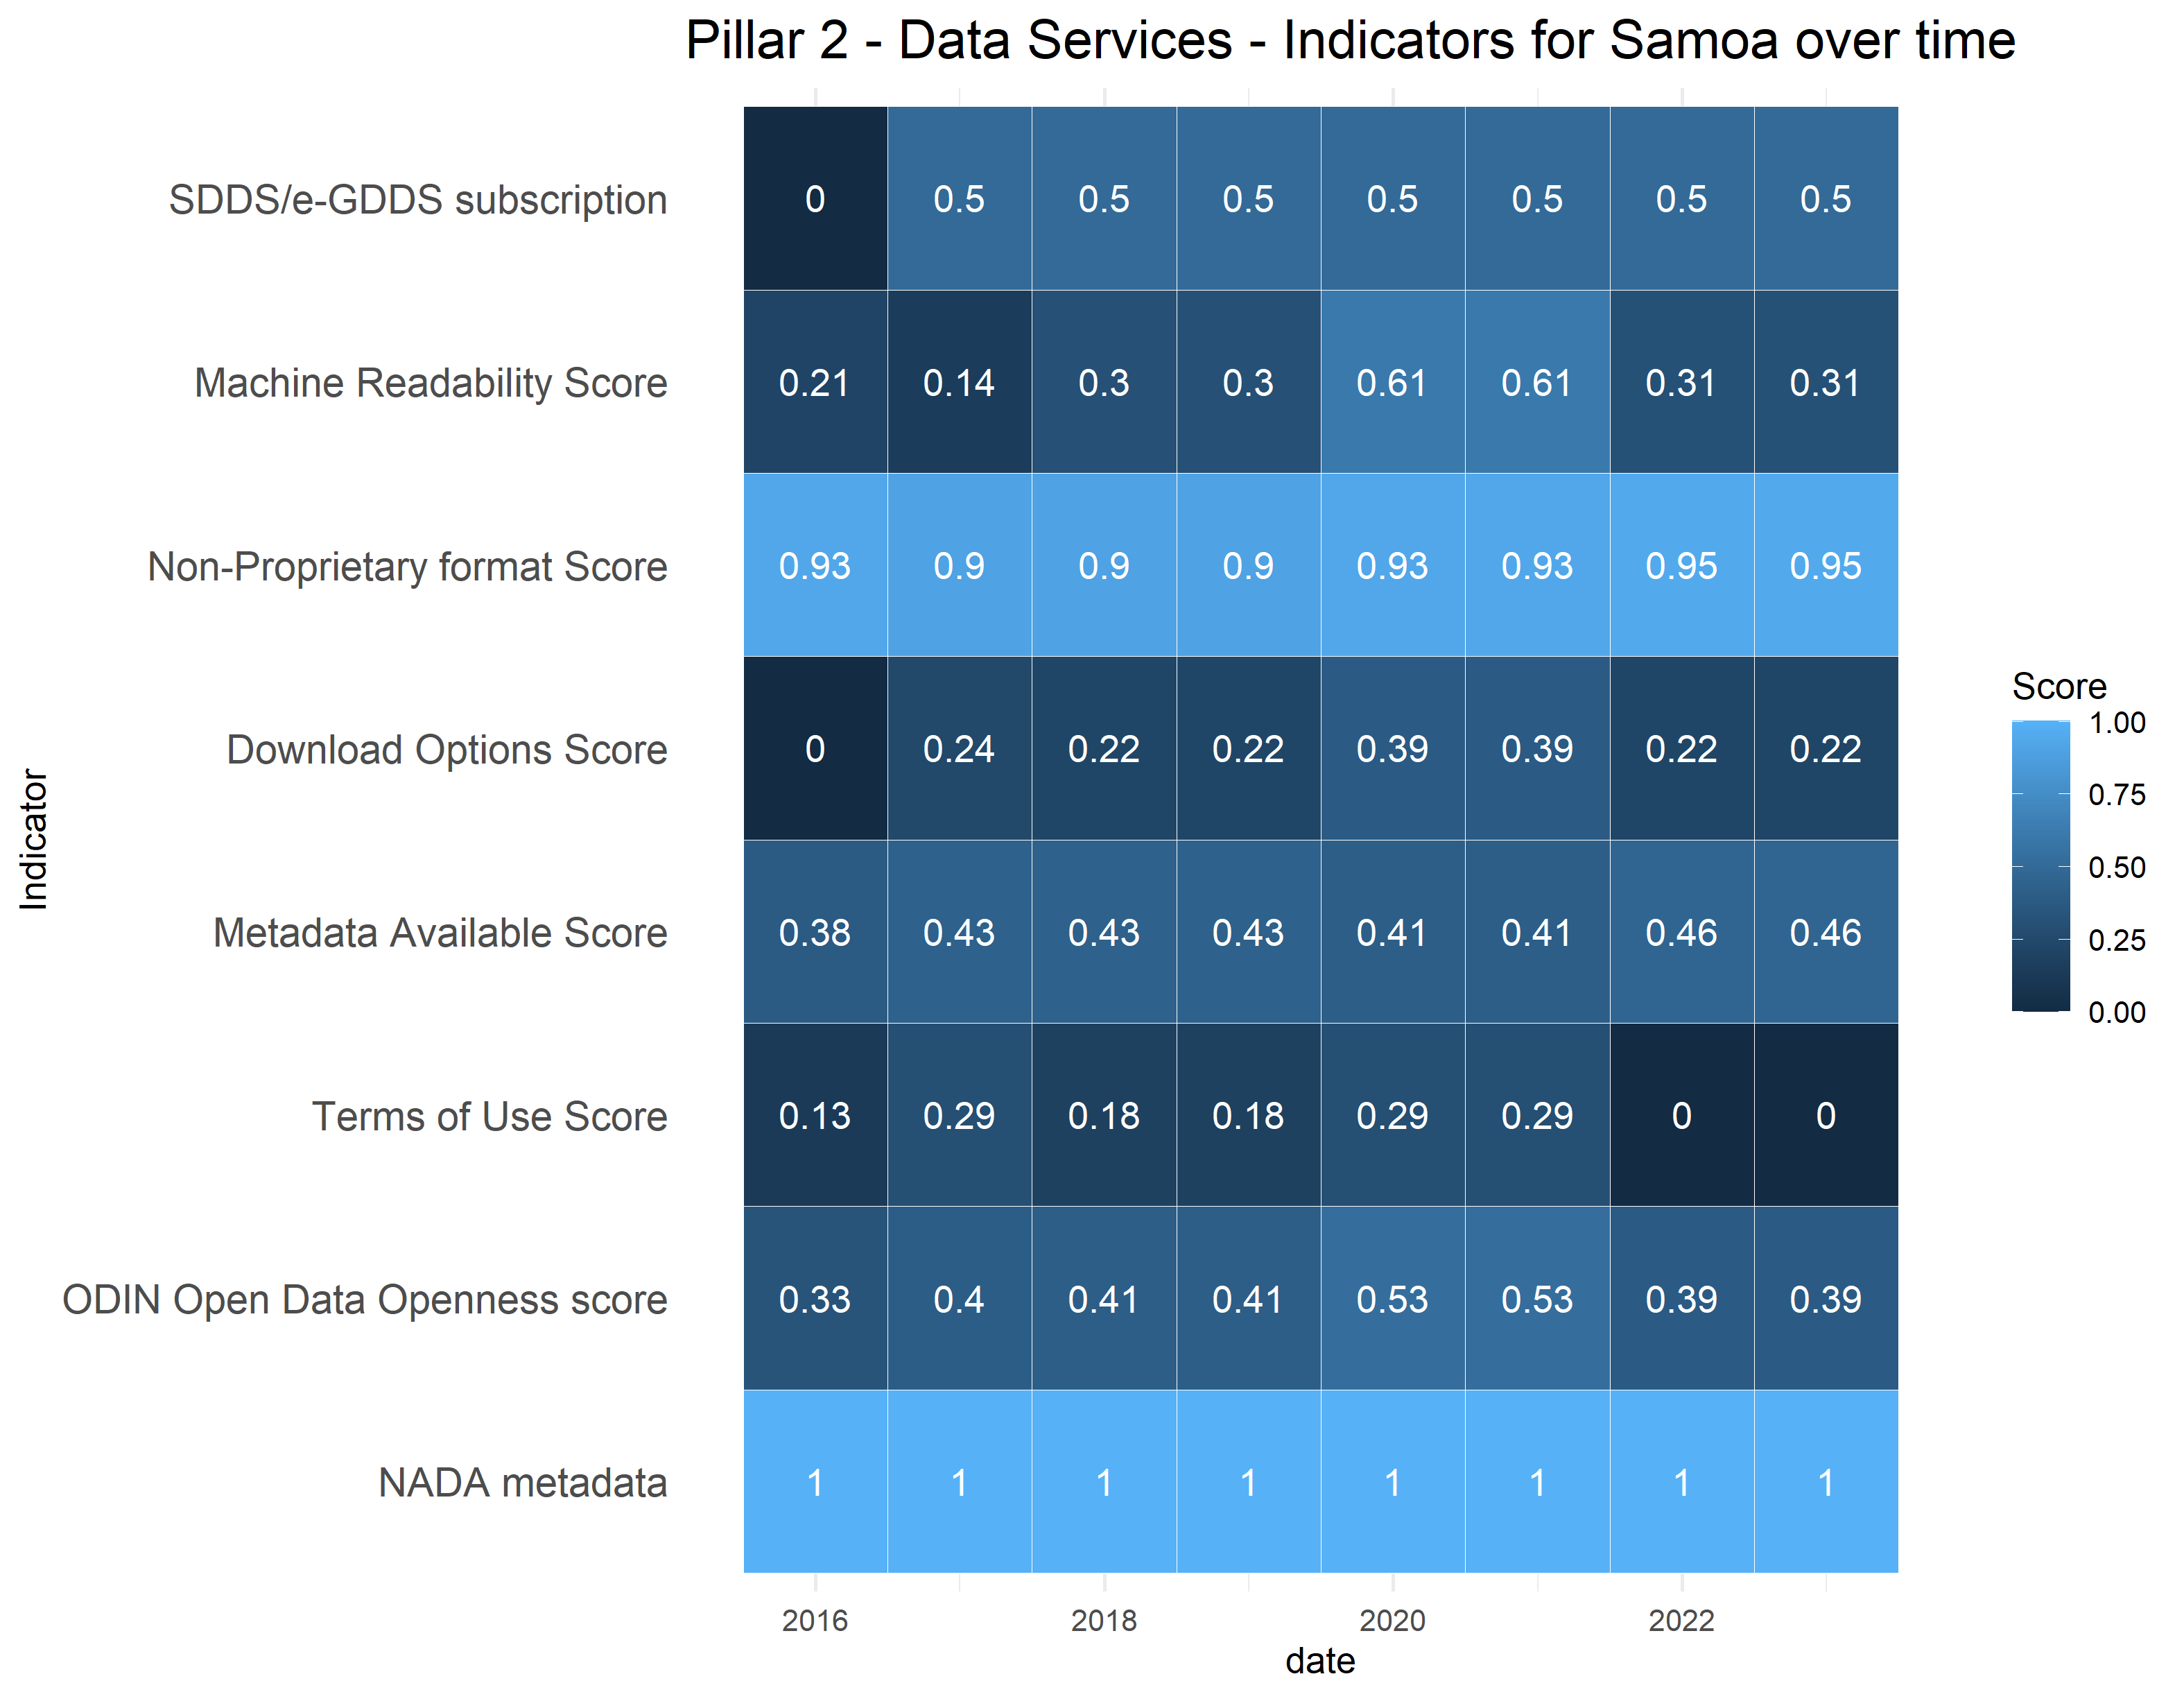 Pillar 2 - Data Services - Indicators for Samoa over time
SDDS/e-GDDS subscription 0 0.5 0.5 0.5 0.5 0.5 0.5 0.5
Machine Readability Score 0.21 0.14 0.3 0.3 0.61 0.61 0.31 0.31
Non-Proprietary format Score 0.93 0.9 0.9 0.9 0.93 0.93 0.95 0.95
Download Options Score 0 0.24 0.22 0.22 0.39 0.39 0.22 0.22
Metadata Available Score 0.38 0.43 0.43 0.43 0.41 0.41 0.46 0.46
Terms of Use Score 0.13 0.29 0.18 0.18 0.29 0.29 0 0
ODIN Open Data Openness score 0.33 0.4 0.41 0.41 0.53 0.53 0.39 0.39
NADA metadata 1 1 1 1 1 1 1 1
2016 2018 2020 2022
date
Indicator
Score
1.00
0.75
0.50
0.25
0.00